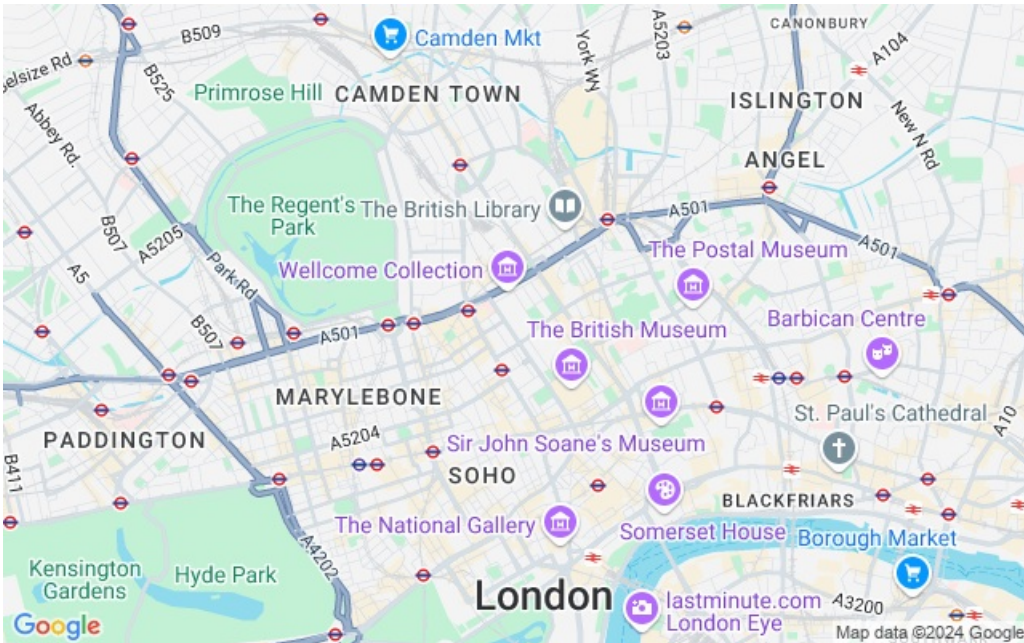 CANONBURY
B509
Camden Mkt
York Wy
A5203
A104
elsize Rd
B525
Primrose Hill
CAMDEN TOWN
ISLINGTON
New N Rd
Abbey Rd.
ANGEL
The Regent's
Park
The British Library
A501
B507
A5205
A501
The Postal Museum
Park Rd
Wellcome Collection
A5
B507
A501
The British Museum
Barbican Centre
MARYLEBONE
St. Paul's Cathedral
A10
PADDINGTON
A5204
Sir John Soane's Museum
B411
SOHO
BLACKFRIARS
The National Gallery
Somerset House
Borough Market
A4202
Kensington
Gardens
Hyde Park
London
lastminute.com
London Eye
A3200
Google
Map data ©2024 Google